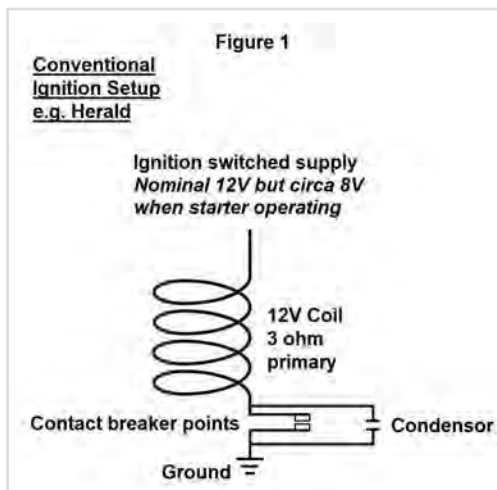 Figure 1
Conventional
Ignition Setup
e.g. Herald
Ignition switched supply
Nominal 12V but circa 8V
when starter operating
12V Coil
3 ohm
primary
Contact breaker points
Condensor
Ground